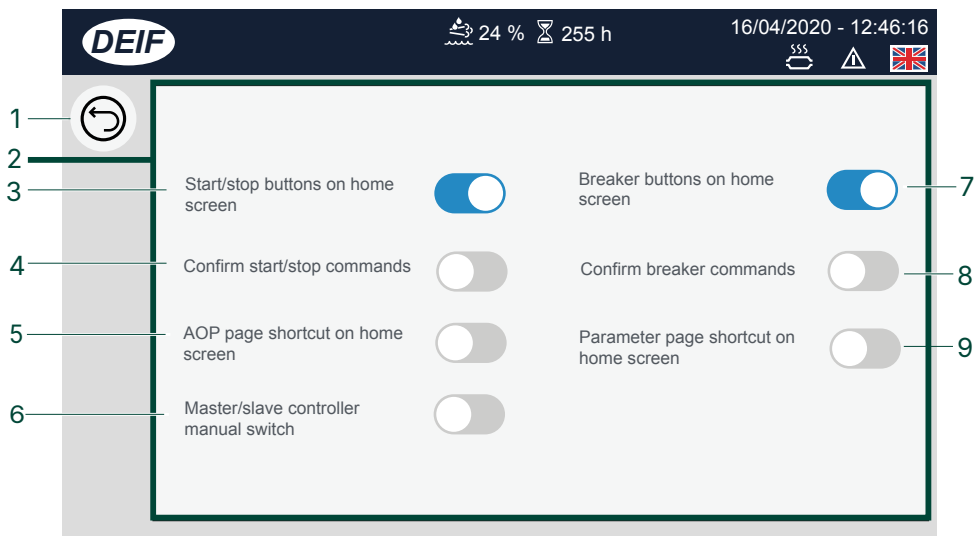 DEIF
24 %
255 h
16/04/2020 - 12:46:16
1
2
3
Start/stop buttons on home
screen
Breaker buttons on home
screen
7
4
Confirm start/stop commands
Confirm breaker commands
8
5
AOP page shortcut on home
screen
Parameter page shortcut on
home screen
9
6
Master/slave controller
manual switch